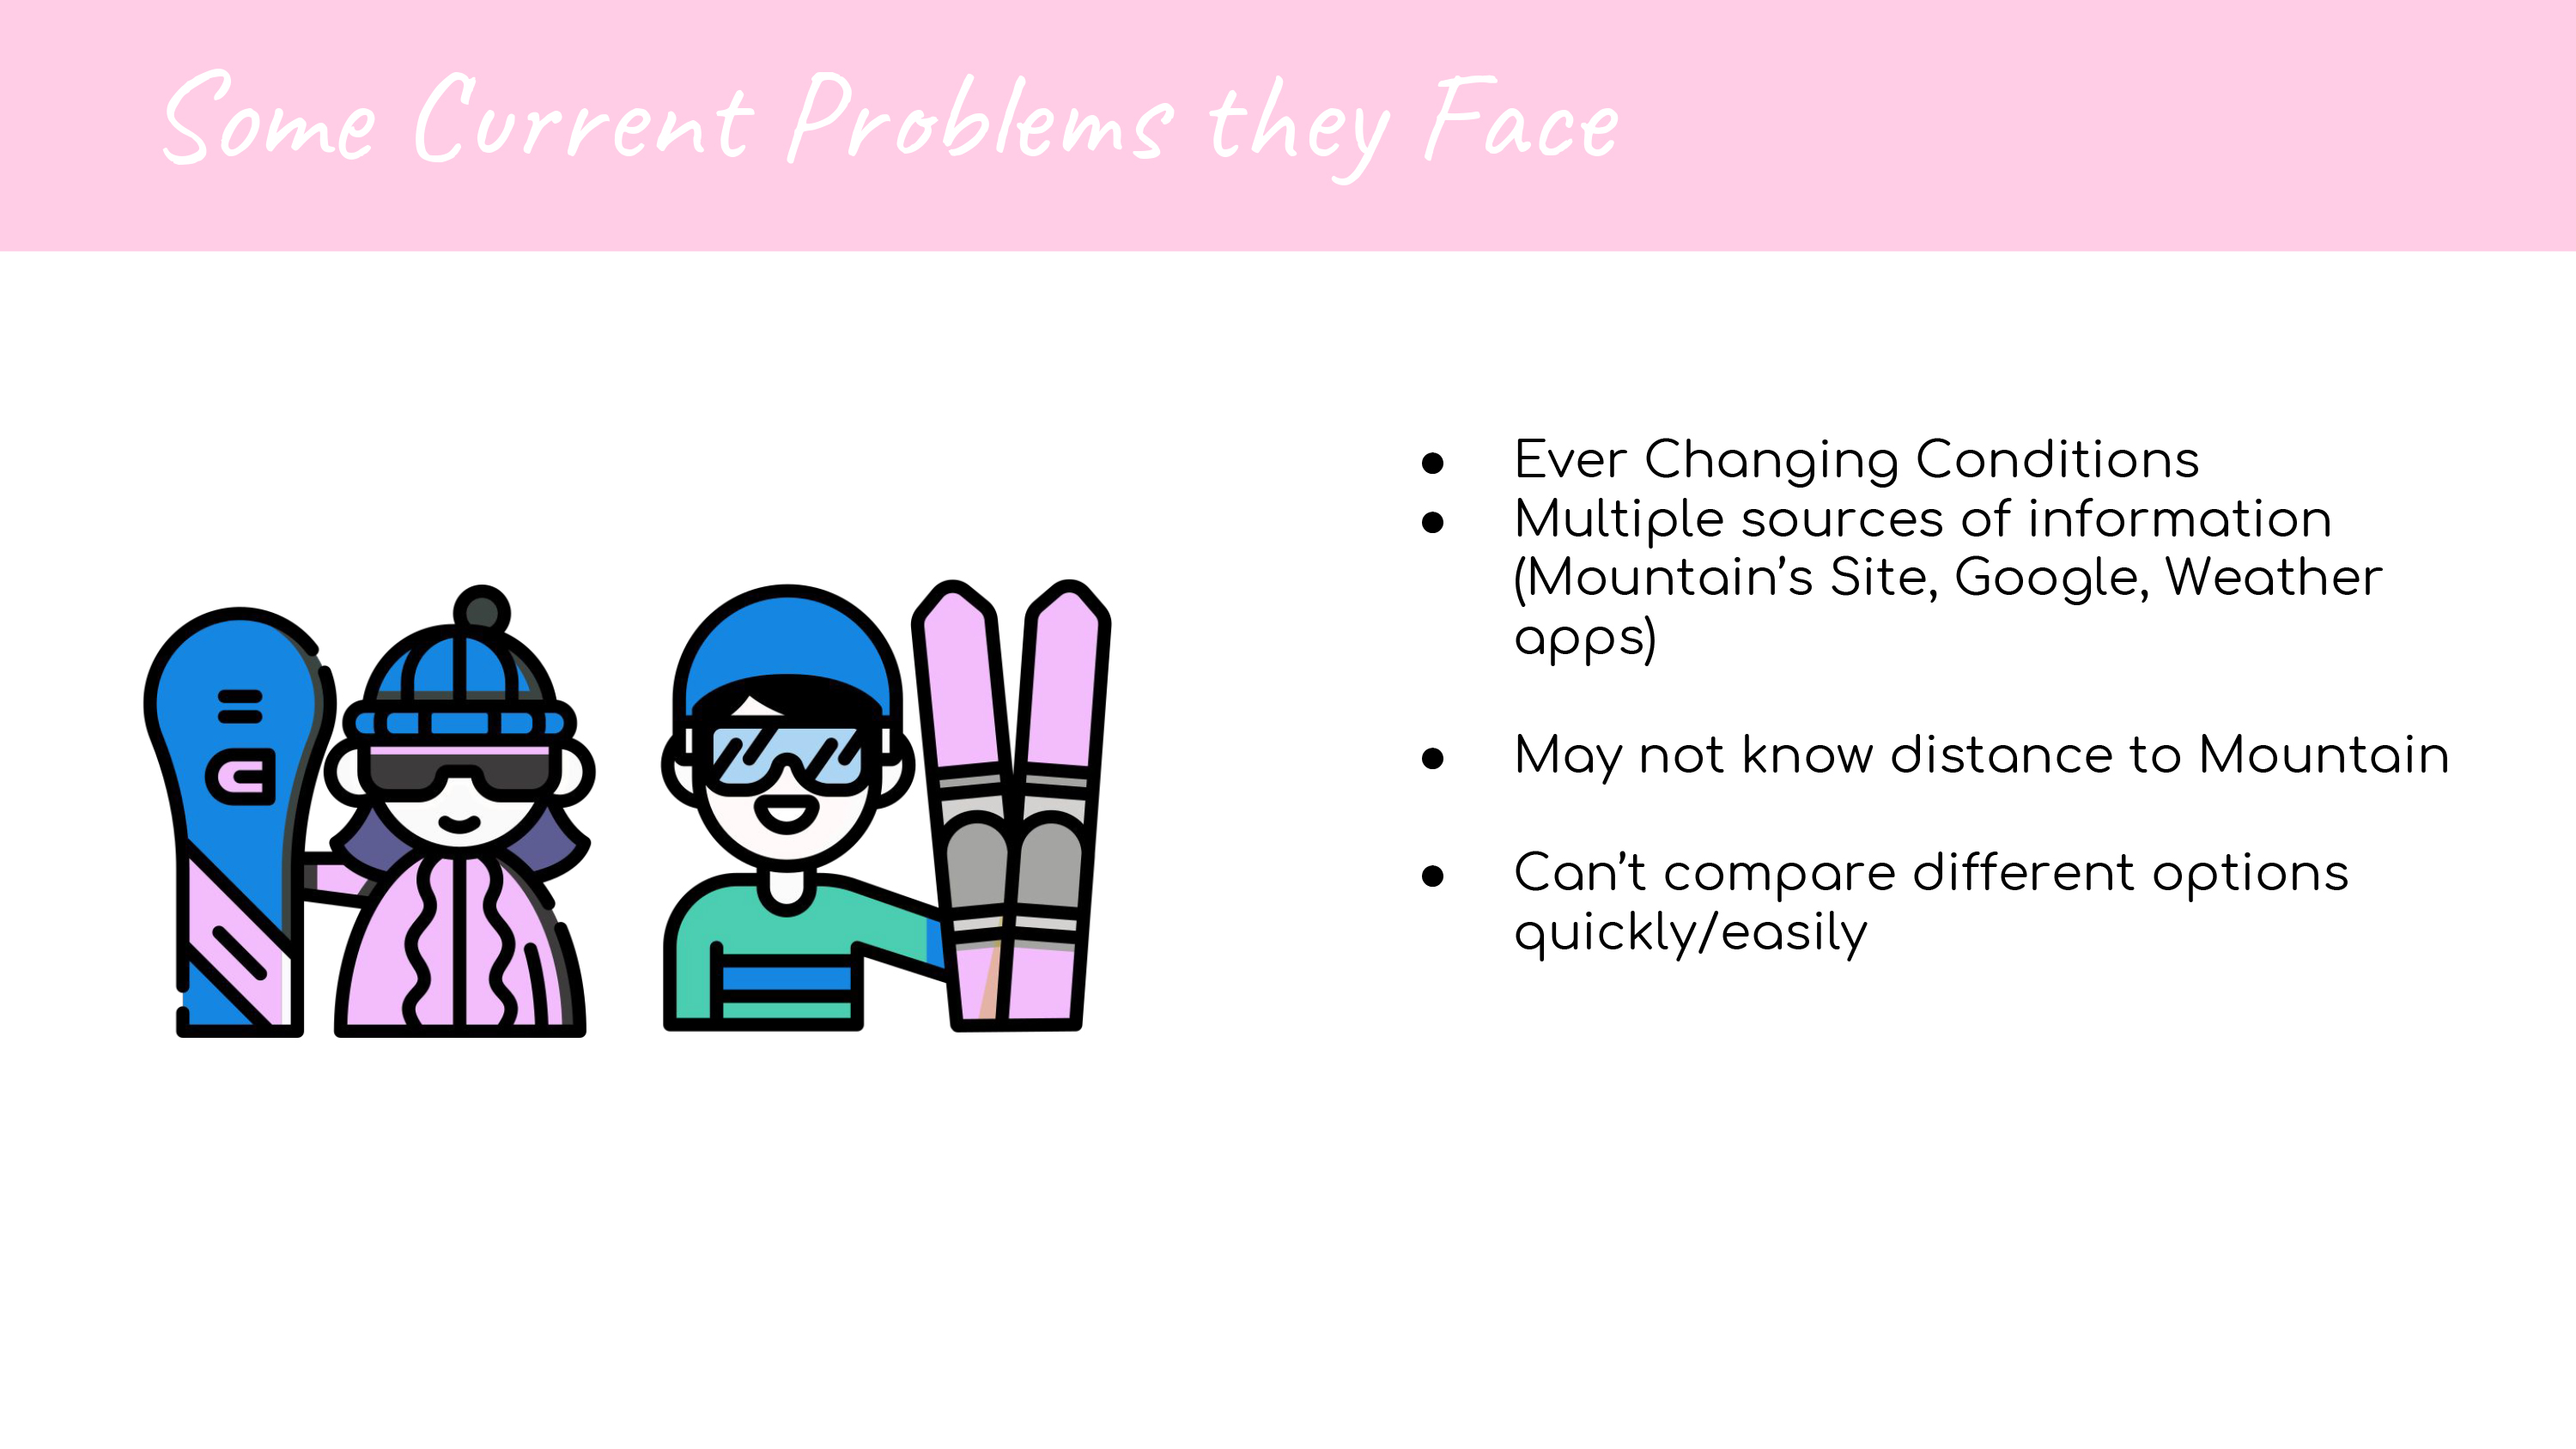 Some Current Problems they Face
● Ever Changing Conditions
● Multiple sources of information
(Mountain’s Site, Google, Weather
apps)
● May not know distance to Mountain
● Can’t compare different options
quickly/easily